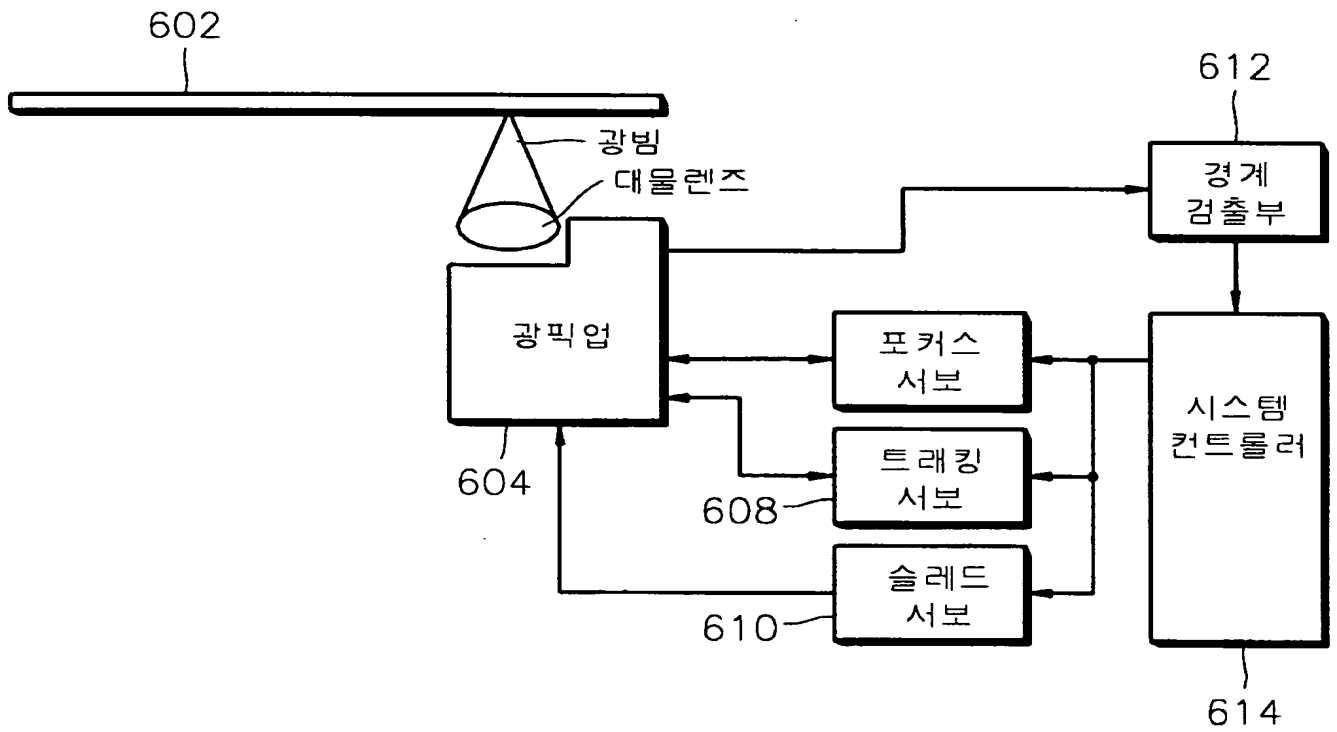 602
612
광빔
대물렌즈
경계
검출부
광픽업
포커스
서보
시스템
컨트롤러
604
트래킹
서보
608
슬레드
서보
610
614